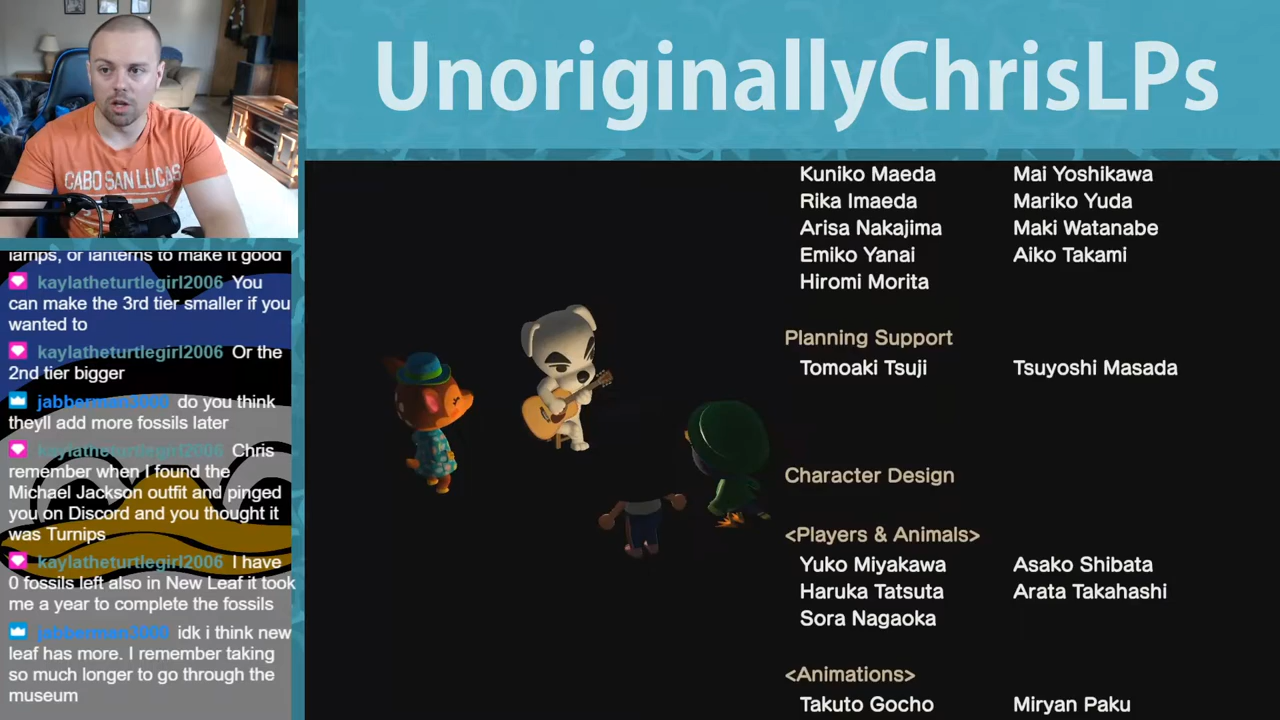 UnoriginallyChrisLPs
CABO SAN LUCAS
lamps, or lanterns to make it good
kaylatheturtlegirl2006 You
can make the 3rd tier smaller if you
wanted to
kaylatheturtlegirl2006 Or the
2nd tier bigger
jabberman3000 do you think
theyll add more fossils later
kaylatheturtlegirl2006 Chris
remember when I found the
Michael Jackson outfit and pinged
you on Discord and you thought it
was Turnips
kaylatheturtlegirl2006 I have
0 fossils left also in New Leaf it took
me a year to complete the fossils
jabberman3000 idk i think new
leaf has more. I remember taking
so much longer to go through the
museum
Kuniko Maeda Mai Yoshikawa
Rika Imaeda Mariko Yuda
Arisa Nakajima Maki Watanabe
Emiko Yanai Aiko Takami
Hiromi Morita
Planning Support
Tomoaki Tsuji Tsuyoshi Masada
Character Design
<Players & Animals>
Yuko Miyakawa Asako Shibata
Haruka Tatsuta Arata Takahashi
Sora Nagaoka
<Animations>
Takuto Gocho Miryan Paku